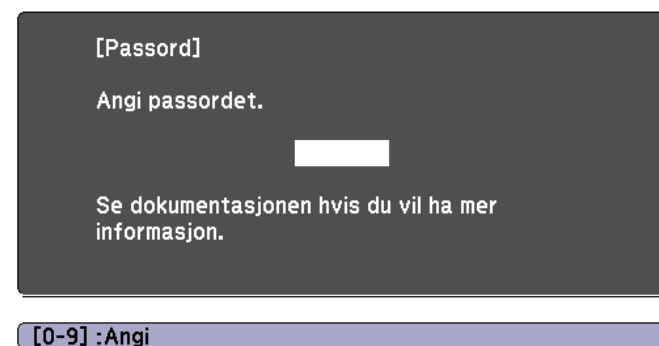 [Passord]
Angi passordet.
Se dokumentasjonen hvis du vil ha mer
informasjon.
[0-9] :Angi